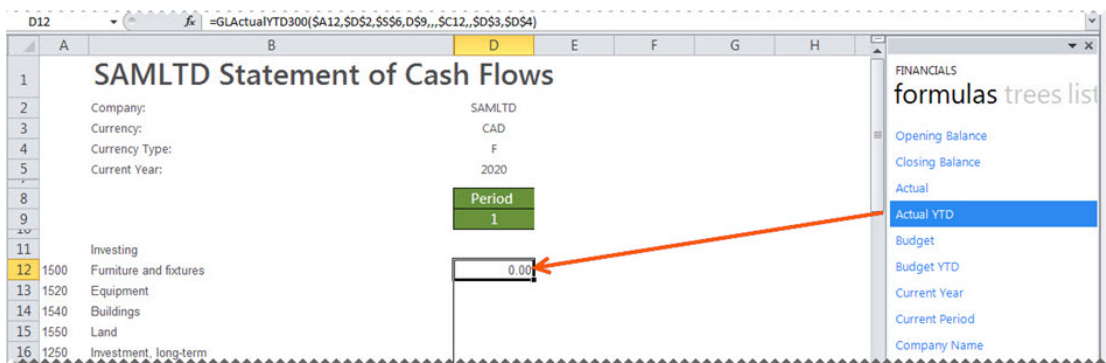 D12 fx =GLActualYTD300($A12,$D$2,$S$6,D$9,,,$C12,,$D$3,$D$4)
A B D E F G H
1 SAMLTD Statement of Cash Flows
2 Company: SAMLTD
3 Currency: CAD
4 Currency Type: F
5 Current Year: 2020
8 Period
9 1
11 Investing
12 1500 Furniture and fixtures 0.00
13 1520 Equipment
14 1540 Buildings
15 1550 Land
16 1250 Investment, long-term
FINANCIALS
formulas trees list
Opening Balance
Closing Balance
Actual
Actual YTD
Budget
Budget YTD
Current Year
Current Period
Company Name